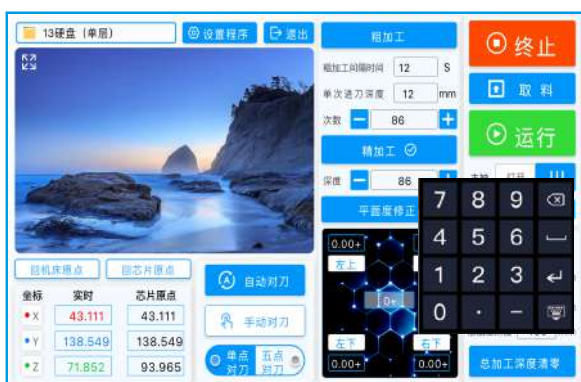 13硬盘（单层）
设置程序
退出
粗加工
终止
粗加工间隔时间 12 S
单次进刀深度 12 mm
取料
次数 86
运行
精加工
深度 86
平面度修正
7 8 9
4 5 6
1 2 3
0 · −
0.00+
左上
0+
左下
右下
0.00+
0.00+
回机床原点
回芯片原点
自动对刀
坐标 实时 芯片原点
X 43.111 43.111
手动对刀
Y 138.549 138.549
单点对刀
五点对刀
Z 71.852 93.965
总加工深度清零